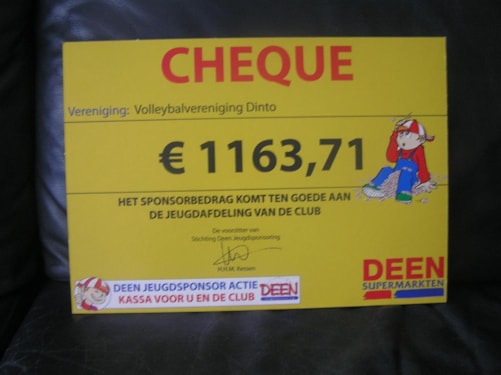 CHEQUE
Vereniging: Volleybalvereniging Dinto
€ 1163,71
HET SPONSORBEDRAG KOMT TEN GOEDE AAN
DE JEUGDAFDELING VAN DE CLUB
De voorzitter van
Stichting Deen Jeugdsponsoring
H.H.M. Kensen
DEEN
SUPERMARKTEN
DEEN JEUGDSPONSOR ACTIE
KASSA VOOR U EN DE CLUB
DEEN